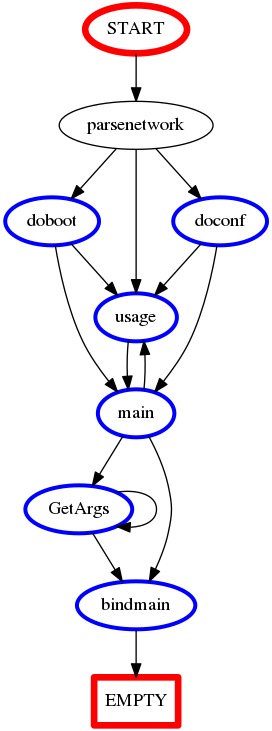 START
parsenetwork
doboot
doconf
usage
main
GetArgs
bindmain
EMPTY